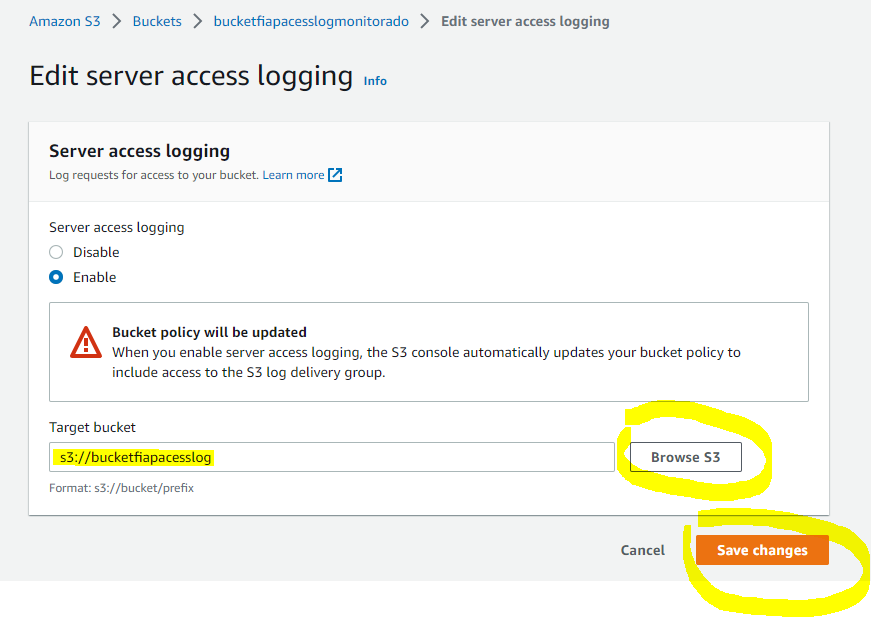 Amazon S3 > Buckets > bucketfiapacesslogmonitorado > Edit server access logging
Edit server access logging Info
Server access logging
Log requests for access to your bucket. Learn more
Server access logging
Disable
Enable
Bucket policy will be updated
When you enable server access logging, the S3 console automatically updates your bucket policy to
include access to the S3 log delivery group.
Target bucket
s3://bucketfiapacesslog
Browse S3
Format: s3://bucket/prefix
Cancel
Save changes